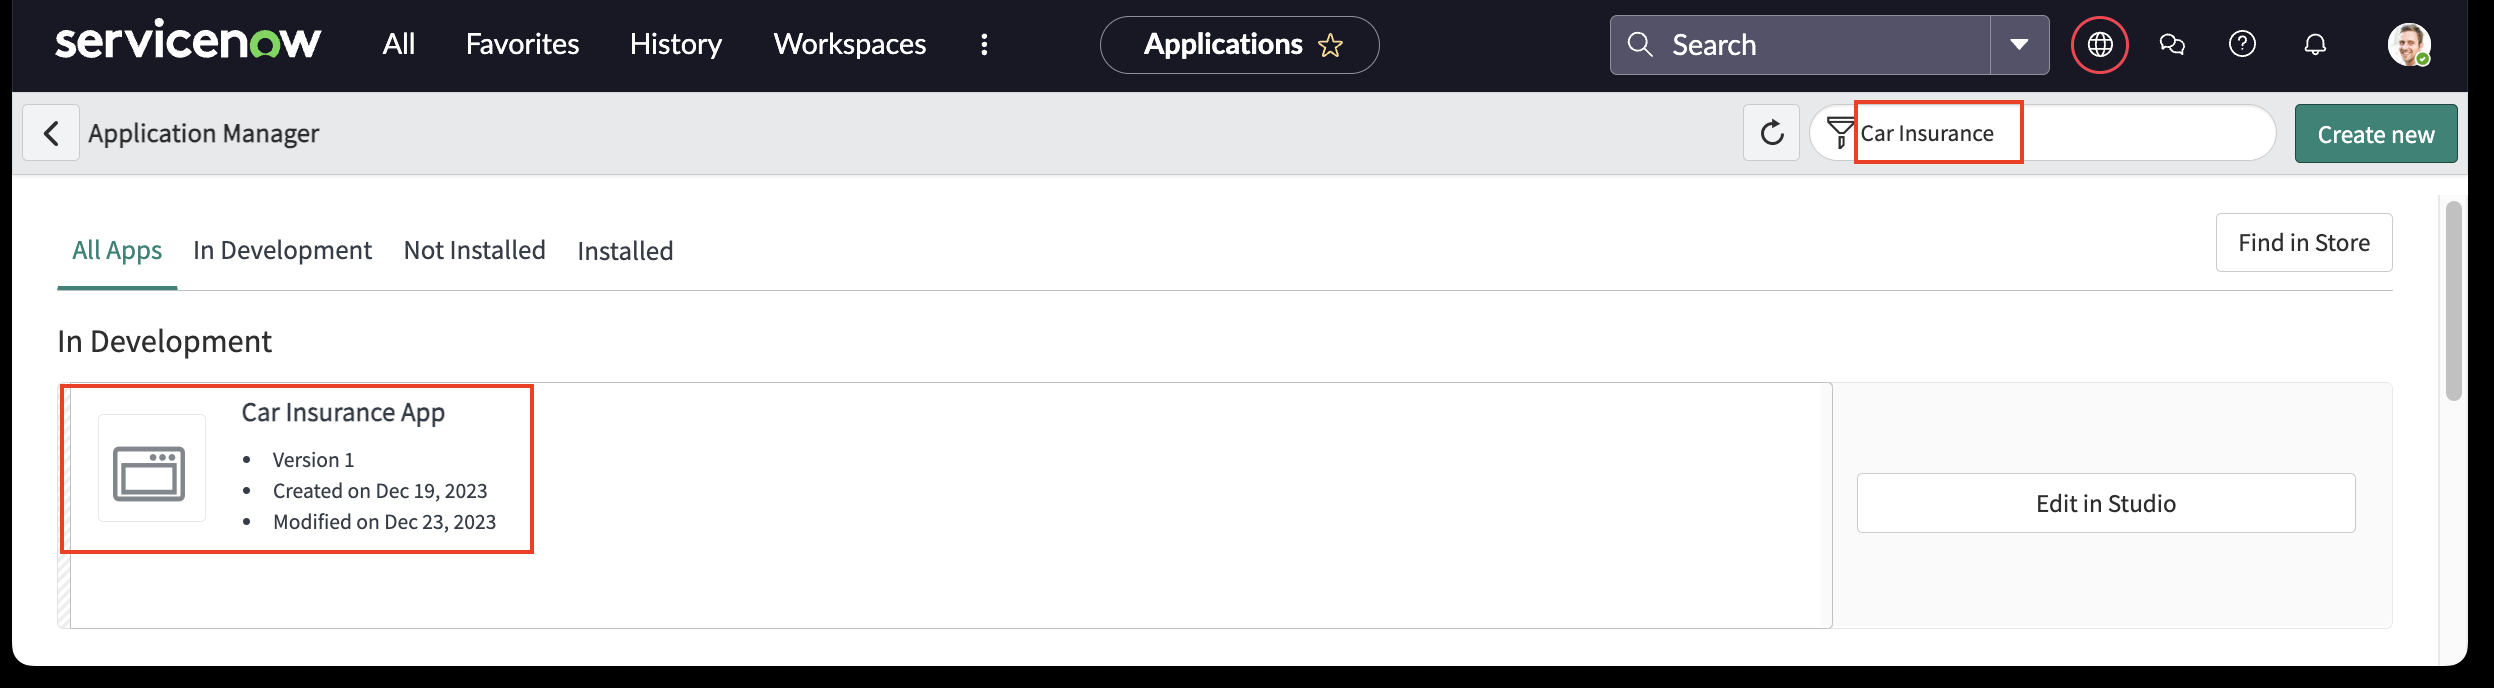 servicenow All Favorites History Workspaces Applications Search
Application Manager Car Insurance Create new
All Apps In Development Not Installed Installed Find in Store
In Development
Car Insurance App
• Version 1
• Created on Dec 19, 2023
• Modified on Dec 23, 2023
Edit in Studio